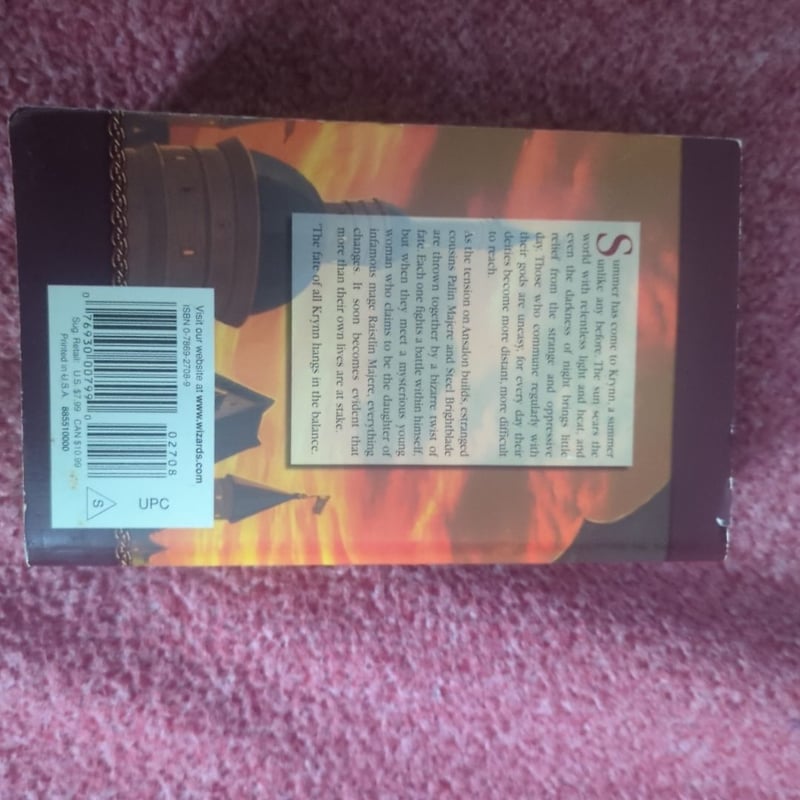 Summer has come to Krynn, a summer
unlike any before. The sun sears the
world with relentless light and heat, and
even the darkness of night brings little
relief from the strange and oppressive
day. Those who commune regularly with
their gods are uneasy, for every day their
deities become more distant, more difficult
to reach.
As the tension on Ansalon builds, estranged
cousins Palin Majere and Steel Brightblade
are thrown together by a bizarre twist of
fate. Each one fights a battle within himself,
but when they meet a mysterious young
woman who claims to be the daughter of
infamous mage Raistlin Majere, everything
changes. It soon becomes evident that
more than their own lives are at stake.
The fate of all Krynn hangs in the balance.
Visit our website at www.wizards.com
ISBN 0-7869-2708-9
02708
0 76930 00799 0
UPC
S
Sug. Retail: U.S. $7.99 CAN $10.99
Printed in U.S.A. 885510000